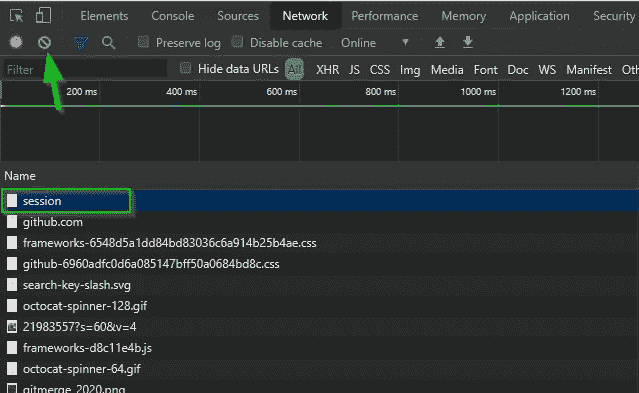 Elements Console Sources Network Performance Memory Application Security
Preserve log Disable cache Online
Filter Hide data URLs All XHR JS CSS Img Media Font Doc WS Manifest Oth
200 ms 400 ms 600 ms 800 ms 1000 ms 1200 ms
Name
session
github.com
frameworks-6548d5a1dd84bd83036c6a914b25b4ae.css
github-6960adfc0d6a085147bff50a0684bd8c.css
search-key-slash.svg
octocat-spinner-128.gif
21983557?s=60&v=4
frameworks-d8c11e4b.js
octocat-spinner-64.gif
gitmerge_2020.png